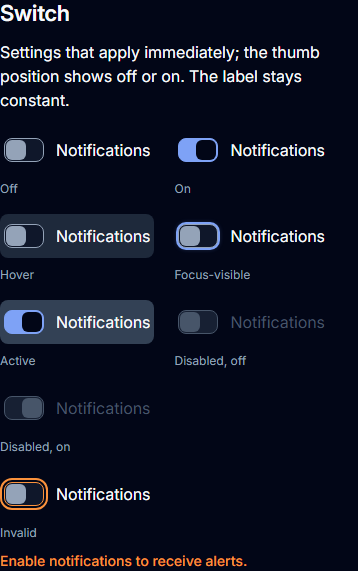 Switch
Settings that apply immediately; the thumb
position shows off or on. The label stays
constant.
Notifications
Notifications
Off
On
Notifications
Notifications
Hover
Focus-visible
Notifications
Notifications
Active
Disabled, off
Notifications
Disabled, on
Notifications
Invalid
Enable notifications to receive alerts.